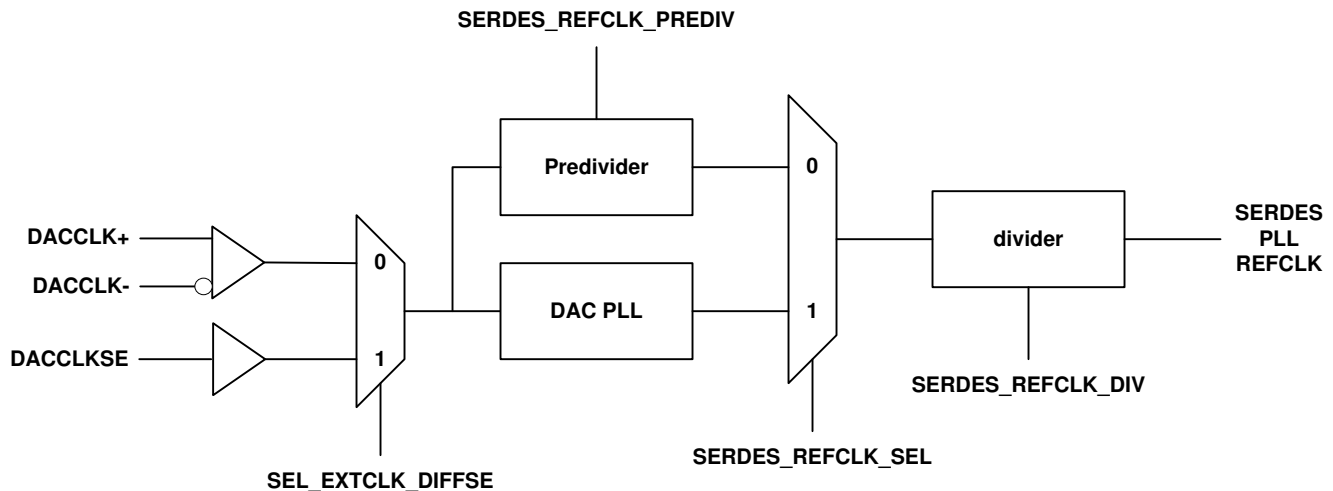 SERDES_REFCLK_PREDIV
Predivider
0
DACCLK+
DACCLK-
0
divider
SERDES
PLL
REFCLK
DAC PLL
1
DACCLKSE
1
SERDES_REFCLK_DIV
SERDES_REFCLK_SEL
SEL_EXTCLK_DIFFSE